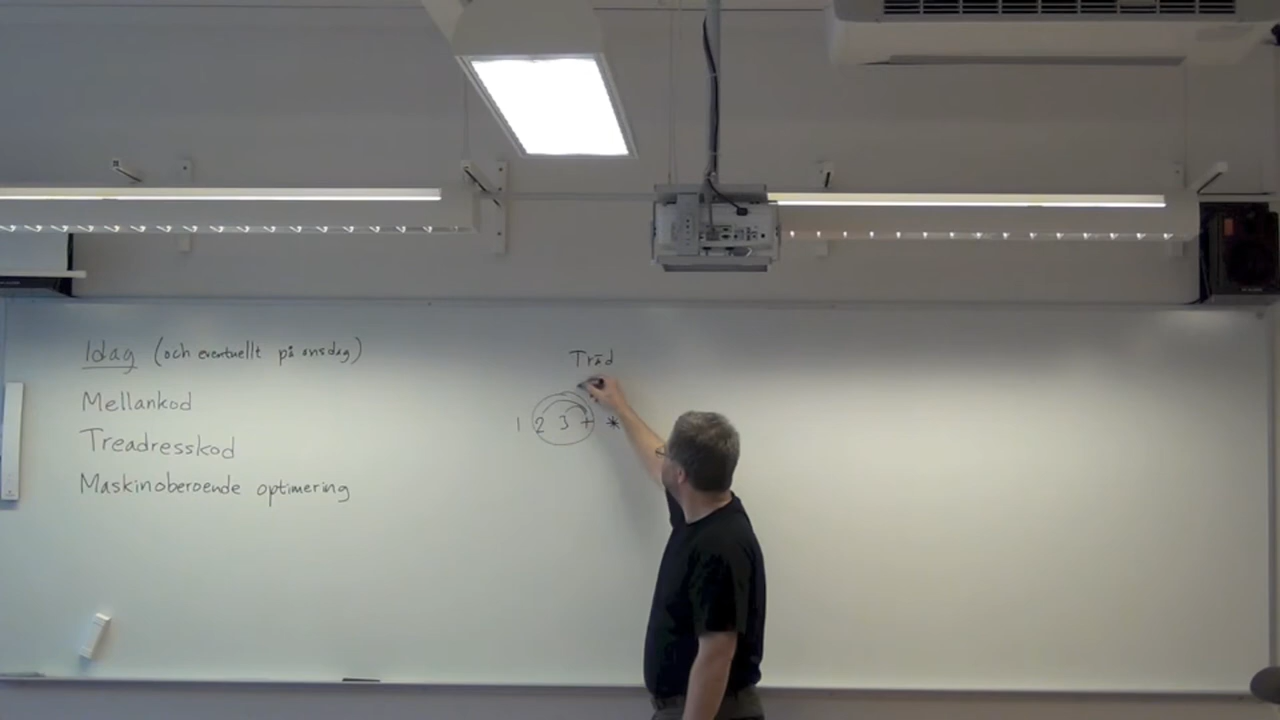 Idag (och eventuellt på onsdag)
Mellankod
Treadresskod
Maskinoberoende optimering
Träd
1 2 3 + *